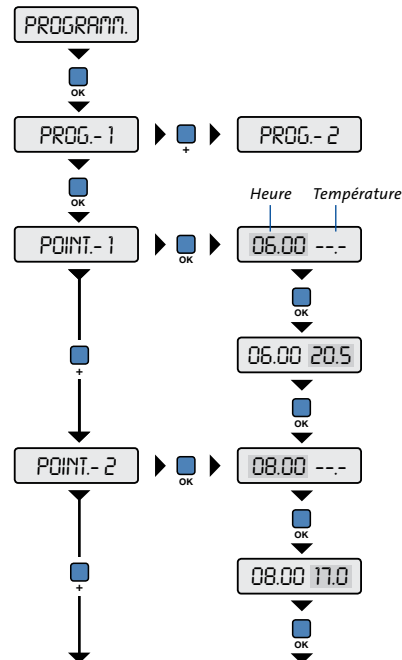 PROGRAMM.
OK
PROG.- 1
+
PROG.- 2
OK
Heure Température
POINT.- 1
OK
06.00 --.-
OK
+
06.00 20.5
OK
POINT.- 2
OK
08.00 --.-
OK
+
08.00 17.0
OK